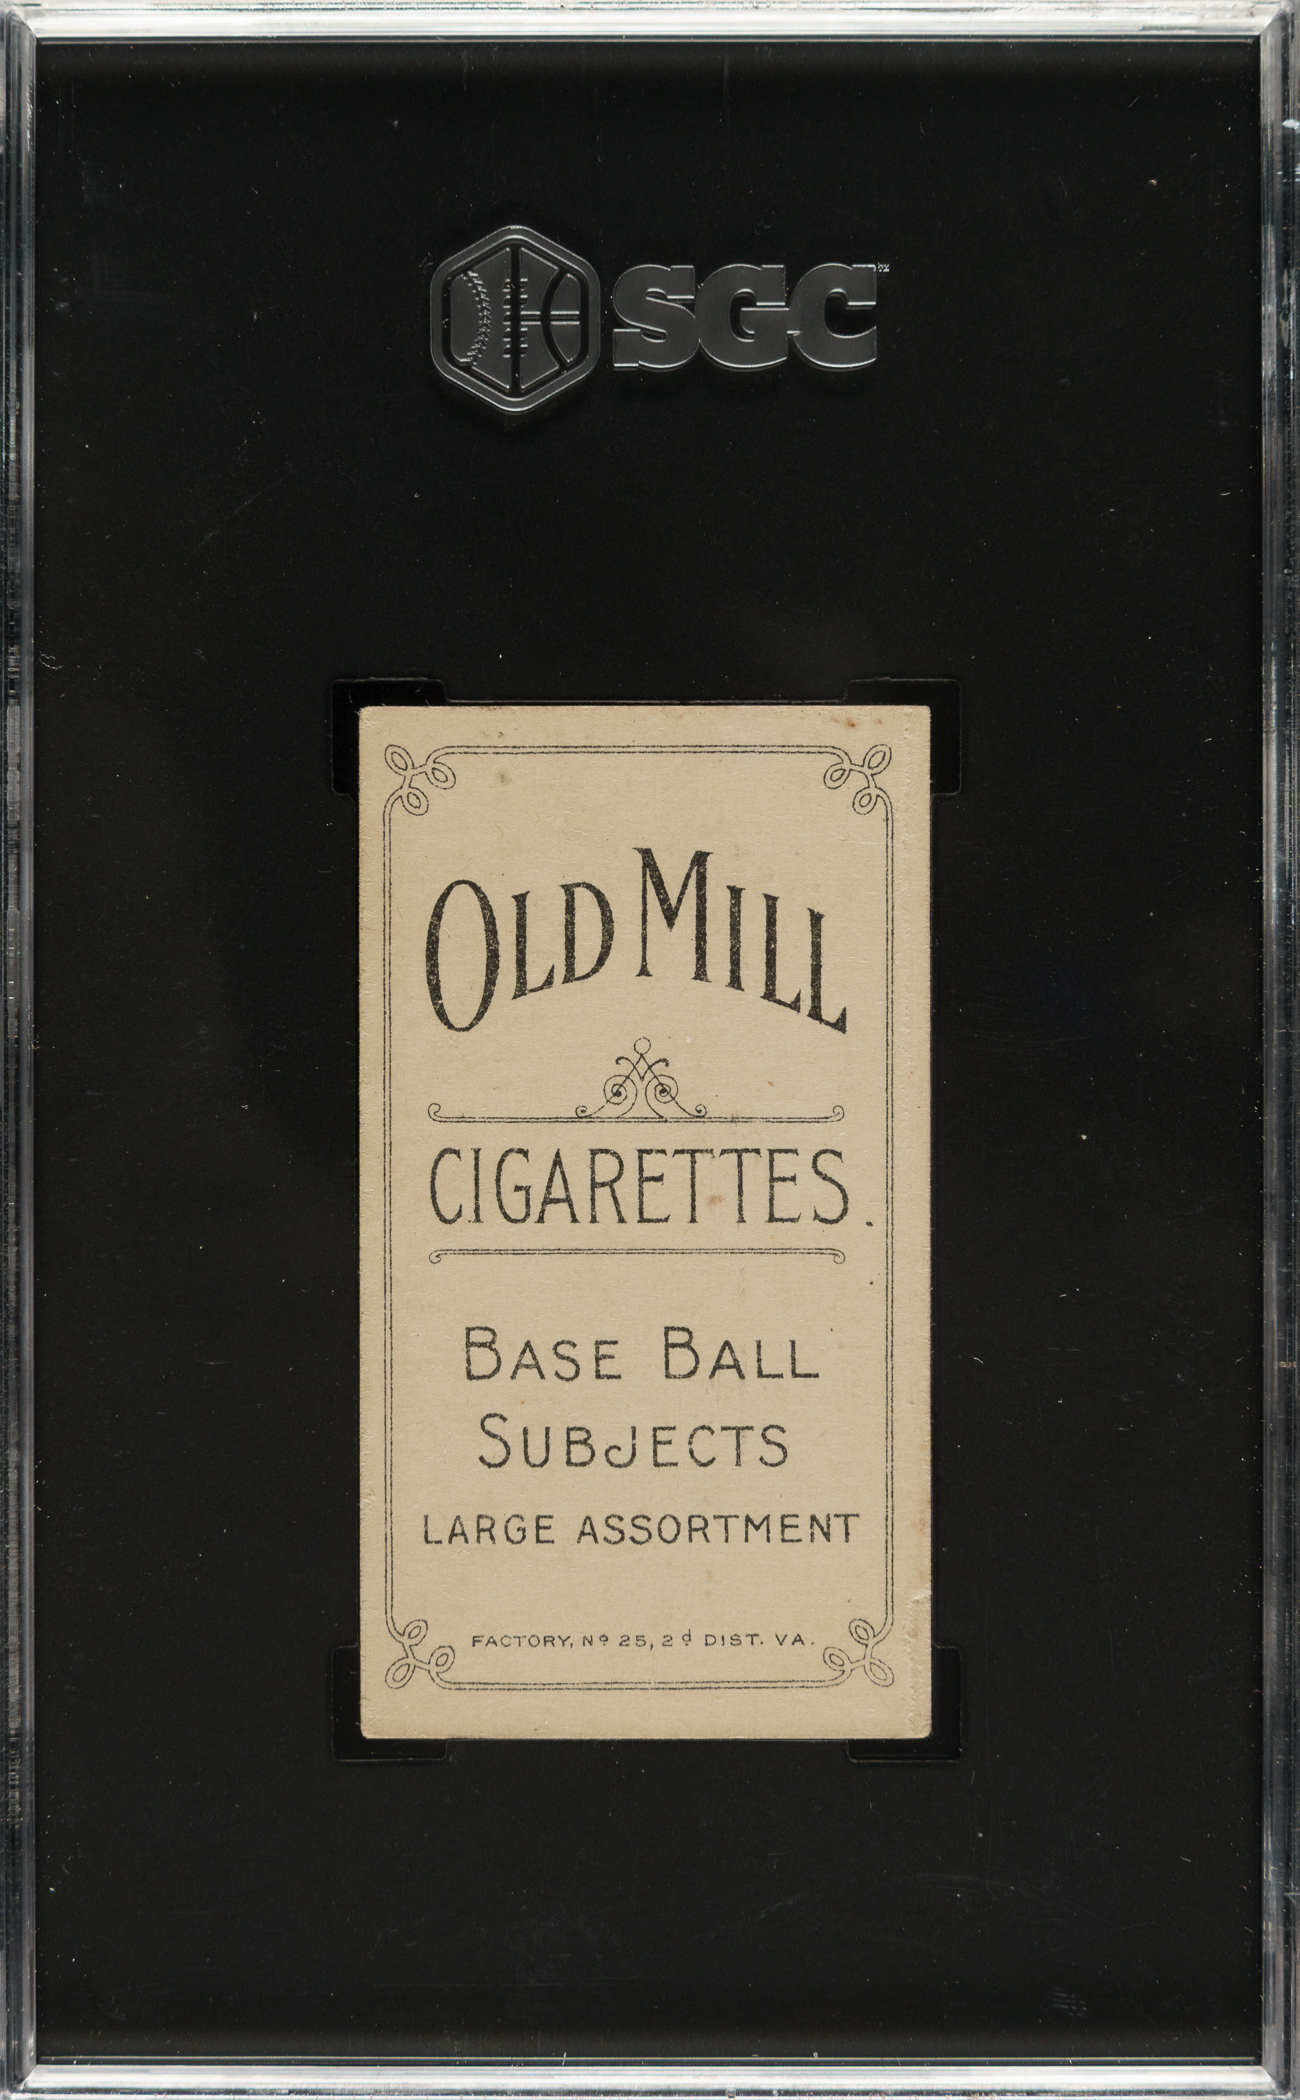 SGC
OLD MILL
CIGARETTES.
BASE BALL
SUBJECTS
LARGE ASSORTMENT
FACTORY, Nº 25, 2d DIST. VA.